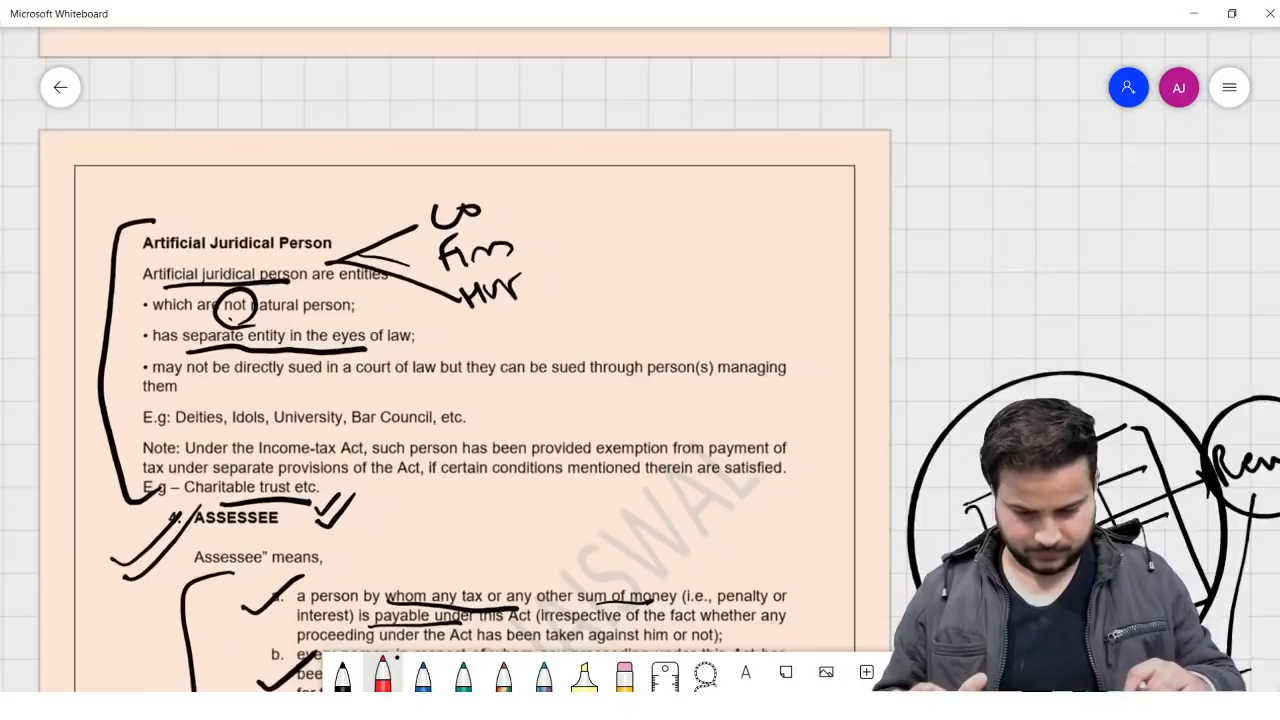 Microsoft Whiteboard
AJ
Artificial Juridical Person
Co
Artificial juridical person are entities
Firm
• which are not natural person;
HUF
• has separate entity in the eyes of law;
• may not be directly sued in a court of law but they can be sued through person(s) managing
them
E.g: Deities, Idols, University, Bar Council, etc.
Note: Under the Income-tax Act, such person has been provided exemption from payment of
tax under separate provisions of the Act, if certain conditions mentioned therein are satisfied.
E.g – Charitable trust etc.
4. ASSESSEE
Assessee" means,
a. a person by whom any tax or any other sum of money (i.e., penalty or
interest) is payable under this Act (irrespective of the fact whether any
proceeding under the Act has been taken against him or not);
b.